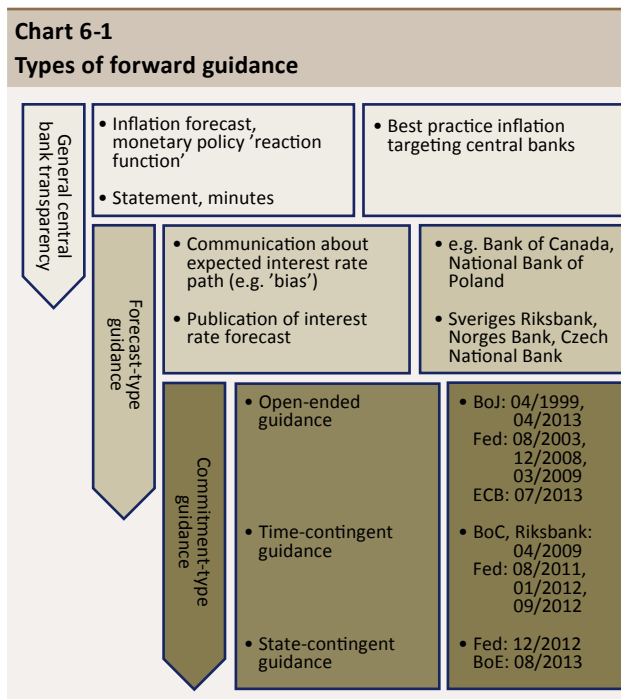 Chart 6-1
Types of forward guidance
General central
bank transparency
• Inflation forecast,
monetary policy 'reaction
function'
• Statement, minutes
• Best practice inflation
targeting central banks
Forecast-type
guidance
• Communication about
expected interest rate
path (e.g. 'bias')
• Publication of interest
rate forecast
• e.g. Bank of Canada,
National Bank of
Poland
• Sveriges Riksbank,
Norges Bank, Czech
National Bank
Commitment-type
guidance
• Open-ended
guidance
• BoJ: 04/1999,
04/2013
Fed: 08/2003,
12/2008,
03/2009
ECB: 07/2013
• Time-contingent
guidance
• BoC, Riksbank:
04/2009
Fed: 08/2011,
01/2012,
09/2012
• State-contingent
guidance
• Fed: 12/2012
BoE: 08/2013